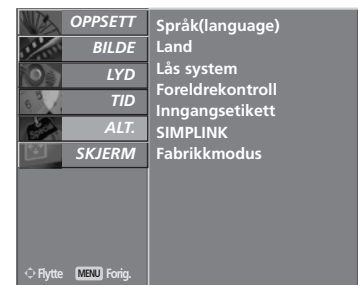 OPPSETT
BILDE
LYD
TID
ALT.
SKJERM
Språk(language)
Land
Lås system
Foreldrekontroll
Inngangsetikett
SIMPLINK
Fabrikkmodus
Flytte MENU Forig.